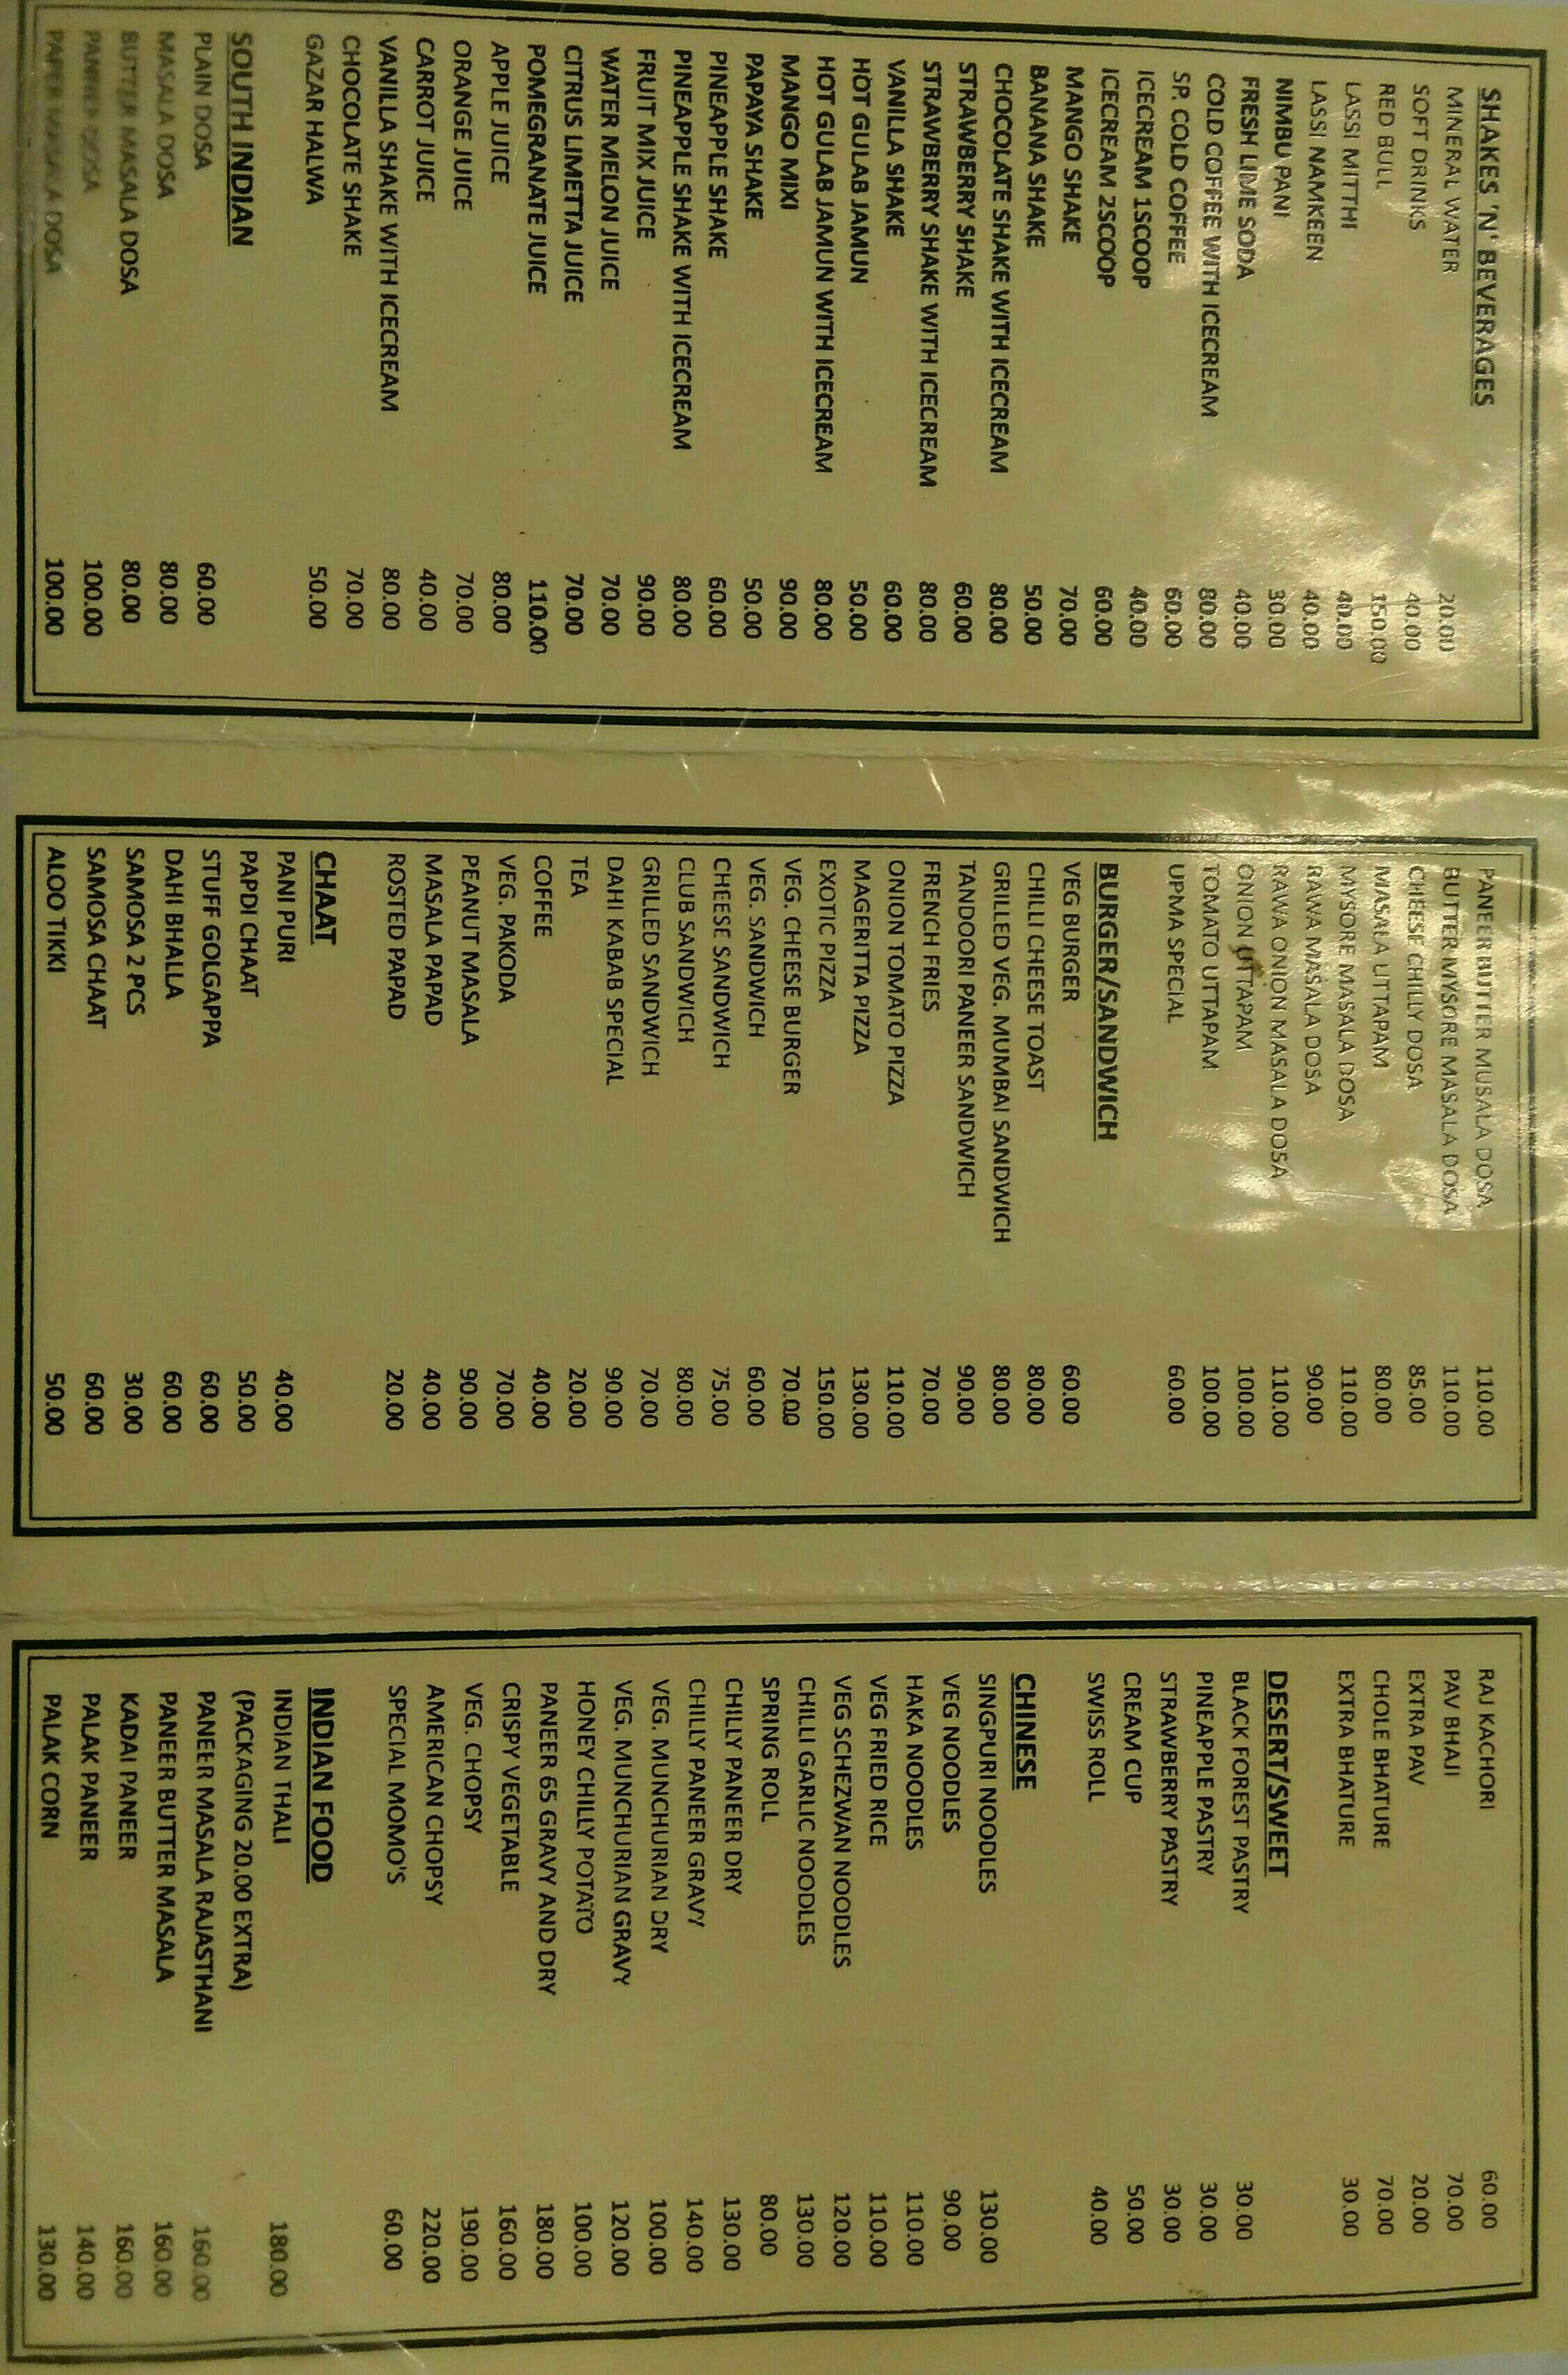 SHAKES 'N' BEVERAGES
MINERAL WATER 20.00
SOFT DRINKS 40.00
RED BULL 150.00
LASSI MITTHI 40.00
LASSI NAMKEEN 40.00
NIMBU PANI 30.00
FRESH LIME SODA 40.00
COLD COFFEE WITH ICECREAM 80.00
SP. COLD COFFEE 60.00
ICECREAM 1SCOOP 40.00
ICECREAM 2SCOOP 60.00
MANGO SHAKE 70.00
BANANA SHAKE 50.00
CHOCOLATE SHAKE WITH ICECREAM 80.00
STRAWBERRY SHAKE 60.00
STRAWBERRY SHAKE WITH ICECREAM 80.00
VANILLA SHAKE 60.00
HOT GULAB JAMUN 50.00
HOT GULAB JAMUN WITH ICECREAM 80.00
MANGO MIXI 90.00
PAPAYA SHAKE 50.00
PINEAPPLE SHAKE 60.00
PINEAPPLE SHAKE WITH ICECREAM 80.00
FRUIT MIX JUICE 90.00
WATER MELON JUICE 70.00
CITRUS LIMETTA JUICE 70.00
POMEGRANATE JUICE 110.00
APPLE JUICE 80.00
ORANGE JUICE 70.00
CARROT JUICE 40.00
VANILLA SHAKE WITH ICECREAM 80.00
CHOCOLATE SHAKE 70.00
GAZAR HALWA 50.00
SOUTH INDIAN
PLAIN DOSA 60.00
MASALA DOSA 80.00
BUTTER MASALA DOSA 80.00
PANNER DOSA 100.00
PAPER MASALA DOSA 100.00
PANEER BUTTER MUSALA DOSA 110.00
BUTTER MYSORE MASALA DOSA 110.00
CHEESE CHILLY DOSA 85.00
MASALA UTTAPAM 80.00
MYSORE MASALA DOSA 110.00
RAWA MASALA DOSA 90.00
RAWA ONION MASALA DOSA 110.00
ONION UTTAPAM 100.00
TOMATO UTTAPAM 100.00
UPMA SPECIAL 60.00
BURGER/SANDWICH
VEG BURGER 60.00
CHILLI CHEESE TOAST 80.00
GRILLED VEG. MUMBAI SANDWICH 80.00
TANDOORI PANEER SANDWICH 90.00
FRENCH FRIES 70.00
ONION TOMATO PIZZA 110.00
MAGERITTA PIZZA 130.00
EXOTIC PIZZA 150.00
VEG. CHEESE BURGER 70.00
VEG. SANDWICH 60.00
CHEESE SANDWICH 75.00
CLUB SANDWICH 80.00
GRILLED SANDWICH 70.00
DAHI KABAB SPECIAL 90.00
TEA 20.00
COFFEE 40.00
VEG. PAKODA 70.00
PEANUT MASALA 90.00
MASALA PAPAD 40.00
ROSTED PAPAD 20.00
CHAAT
PANI PURI 40.00
PAPDI CHAAT 50.00
STUFF GOLGAPPA 60.00
DAHI BHALLA 60.00
SAMOSA 2 PCS 30.00
SAMOSA CHAAT 60.00
ALOO TIKKI 50.00
RAJ KACHORI 60.00
PAV BHAJI 70.00
EXTRA PAV 20.00
CHOLE BHATURE 70.00
EXTRA BHATURE 30.00
DESERT/SWEET
BLACK FOREST PASTRY 30.00
PINEAPPLE PASTRY 30.00
STRAWBERRY PASTRY 30.00
CREAM CUP 50.00
SWISS ROLL 40.00
CHINESE
SINGPURI NOODLES 130.00
VEG NOODLES 90.00
HAKA NOODLES 110.00
VEG FRIED RICE 110.00
VEG SCHEZWAN NOODLES 120.00
CHILLI GARLIC NOODLES 130.00
SPRING ROLL 80.00
CHILLY PANEER DRY 130.00
CHILLY PANEER GRAVY 140.00
VEG. MUNCHURIAN DRY 100.00
VEG. MUNCHURIAN GRAVY 120.00
HONEY CHILLY POTATO 100.00
PANEER 65 GRAVY AND DRY 180.00
CRISPY VEGETABLE 160.00
VEG. CHOPSY 190.00
AMERICAN CHOPSY 220.00
SPECIAL MOMO'S 60.00
INDIAN FOOD
INDIAN THALI 180.00
(PACKAGING 20.00 EXTRA)
PANEER MASALA RAJASTHANI 160.00
PANEER BUTTER MASALA 160.00
KADAI PANEER 160.00
PALAK PANEER 140.00
PALAK CORN 130.00